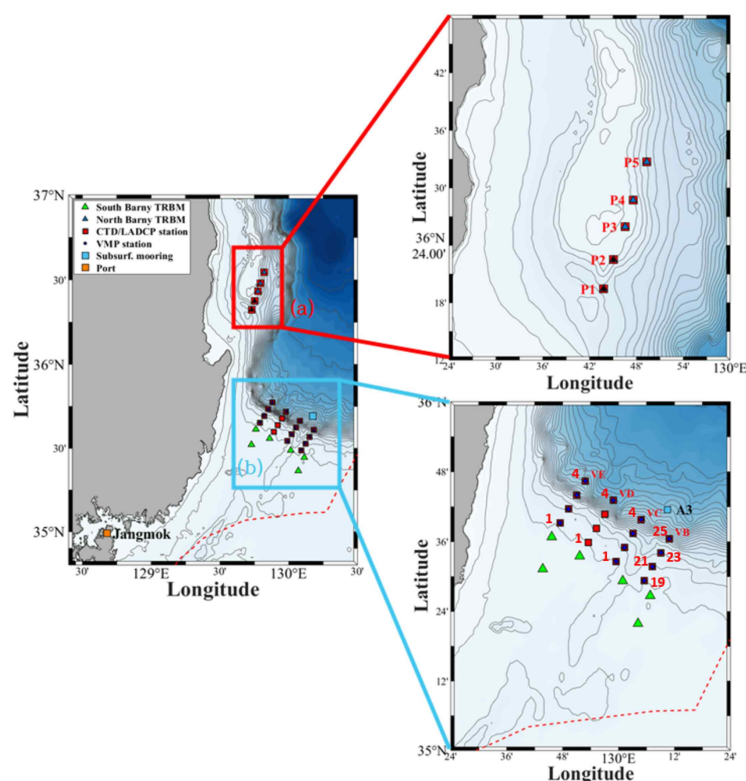 42'
36'
30'
36°N
24.00'
18'
12'
24'
36'
42'
48'
54'
130°E
Latitude
Longitude
P5
P4
P3
P2
P1
37°N
30'
36°N
30'
35°N
30'
129°E
30'
130°E
30'
Latitude
Longitude
South Barny TRBM
North Barny TRBM
CTD/LADCP station
VMP station
Subsurf. mooring
Port
(a)
(b)
Jangmok
36°N
48'
36'
24'
12'
35°N
24'
36'
48'
130°E
12'
24'
Latitude
Longitude
4 VE
4 VD
4 VC
A3
25 VB
1
1
1
21
23
19